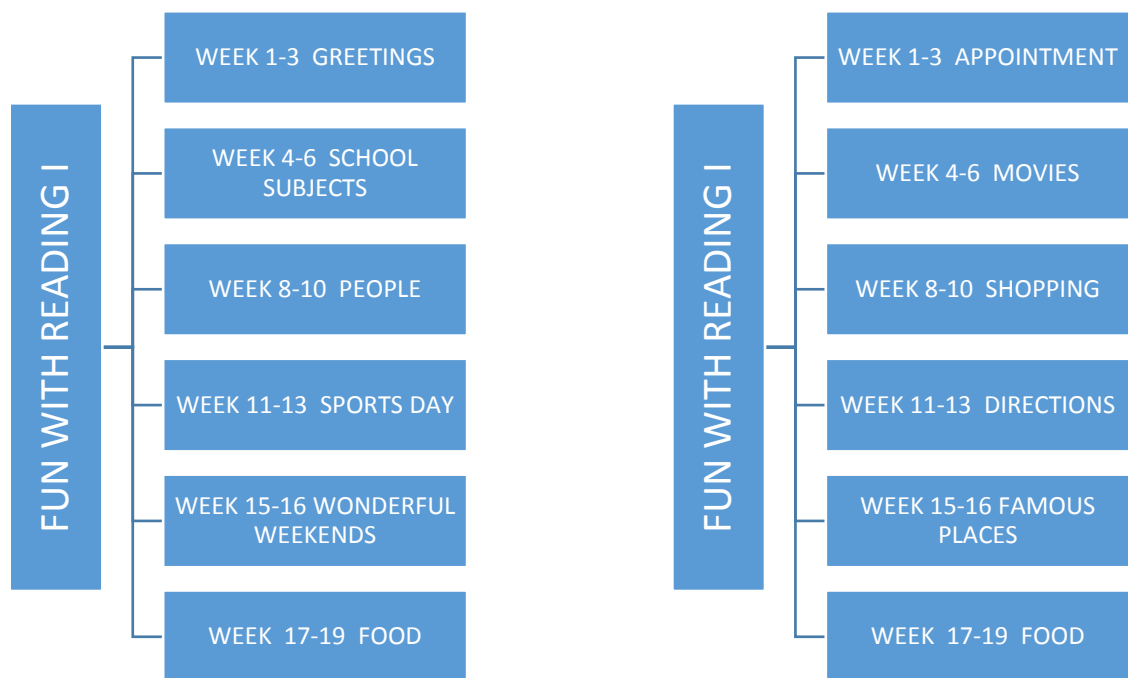 FUN WITH READING I
WEEK 1-3  GREETINGS
WEEK 4-6  SCHOOL
SUBJECTS
WEEK 8-10  PEOPLE
WEEK 11-13  SPORTS DAY
WEEK 15-16 WONDERFUL
WEEKENDS
WEEK  17-19  FOOD
FUN WITH READING I
WEEK 1-3  APPOINTMENT
WEEK 4-6  MOVIES
WEEK 8-10  SHOPPING
WEEK 11-13  DIRECTIONS
WEEK 15-16 FAMOUS
PLACES
WEEK  17-19  FOOD